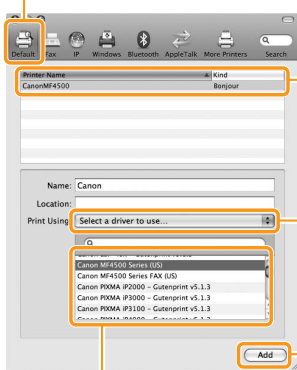 Default Fax IP Windows Bluetooth AppleTalk More Printers Search
Printer Name Kind
CanonMF4500 Bonjour
Name: Canon
Location:
Print Using: Select a driver to use...
Canon MF4500 Series (US)
Canon MF4500 Series FAX (US)
Canon PIXMA iP2000 – Gutenprint v5.1.3
Canon PIXMA iP3000 – Gutenprint v5.1.3
Canon PIXMA iP3100 – Gutenprint v5.1.3
Add